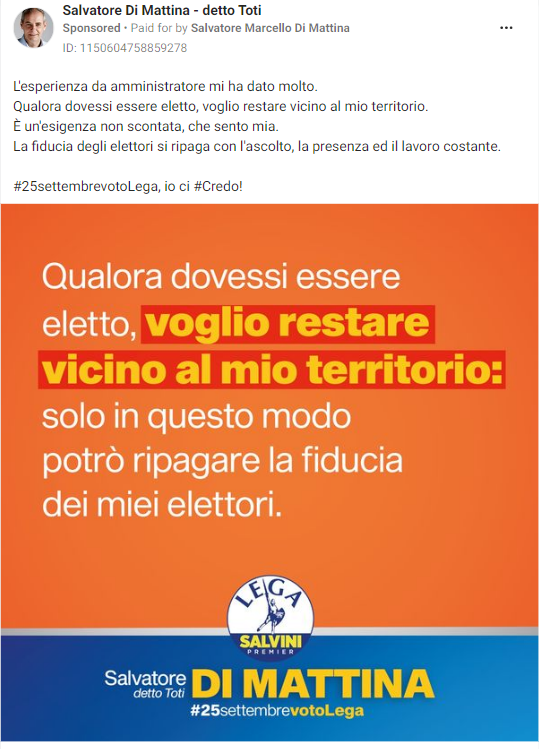 Salvatore Di Mattina - detto Toti
Sponsored • Paid for by Salvatore Marcello Di Mattina
ID: 1150604758859278
L'esperienza da amministratore mi ha dato molto.
Qualora dovessi essere eletto, voglio restare vicino al mio territorio.
È un'esigenza non scontata, che sento mia.
La fiducia degli elettori si ripaga con l'ascolto, la presenza ed il lavoro costante.
#25settembrevotoLega, io ci #Credo!
Qualora dovessi essere
eletto, voglio restare
vicino al mio territorio:
solo in questo modo
potrò ripagare la fiducia
dei miei elettori.
LEGA
SALVINI
PREMIER
Salvatore
detto Toti
DI MATTINA
#25settembrevotoLega